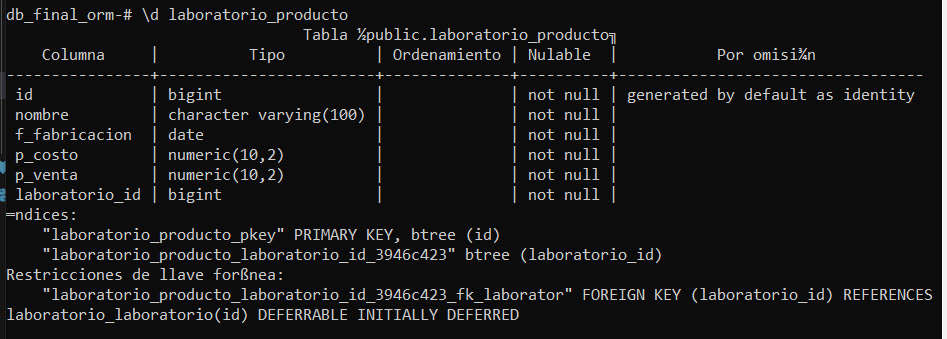 db_final_orm-# \d laboratorio_producto
                               Tabla ½public.laboratorio_producto╗
    Columna     |          Tipo          | Ordenamiento | Nulable  |            Por omisi¾n
----------------+------------------------+--------------+----------+----------------------------------
 id             | bigint                 |              | not null | generated by default as identity
 nombre         | character varying(100) |              | not null |
 f_fabricacion  | date                   |              | not null |
 p_costo        | numeric(10,2)          |              | not null |
 p_venta        | numeric(10,2)          |              | not null |
 laboratorio_id | bigint                 |              | not null |
═ndices:
    "laboratorio_producto_pkey" PRIMARY KEY, btree (id)
    "laboratorio_producto_laboratorio_id_3946c423" btree (laboratorio_id)
Restricciones de llave forßnea:
    "laboratorio_producto_laboratorio_id_3946c423_fk_laborator" FOREIGN KEY (laboratorio_id) REFERENCES
laboratorio_laboratorio(id) DEFERRABLE INITIALLY DEFERRED